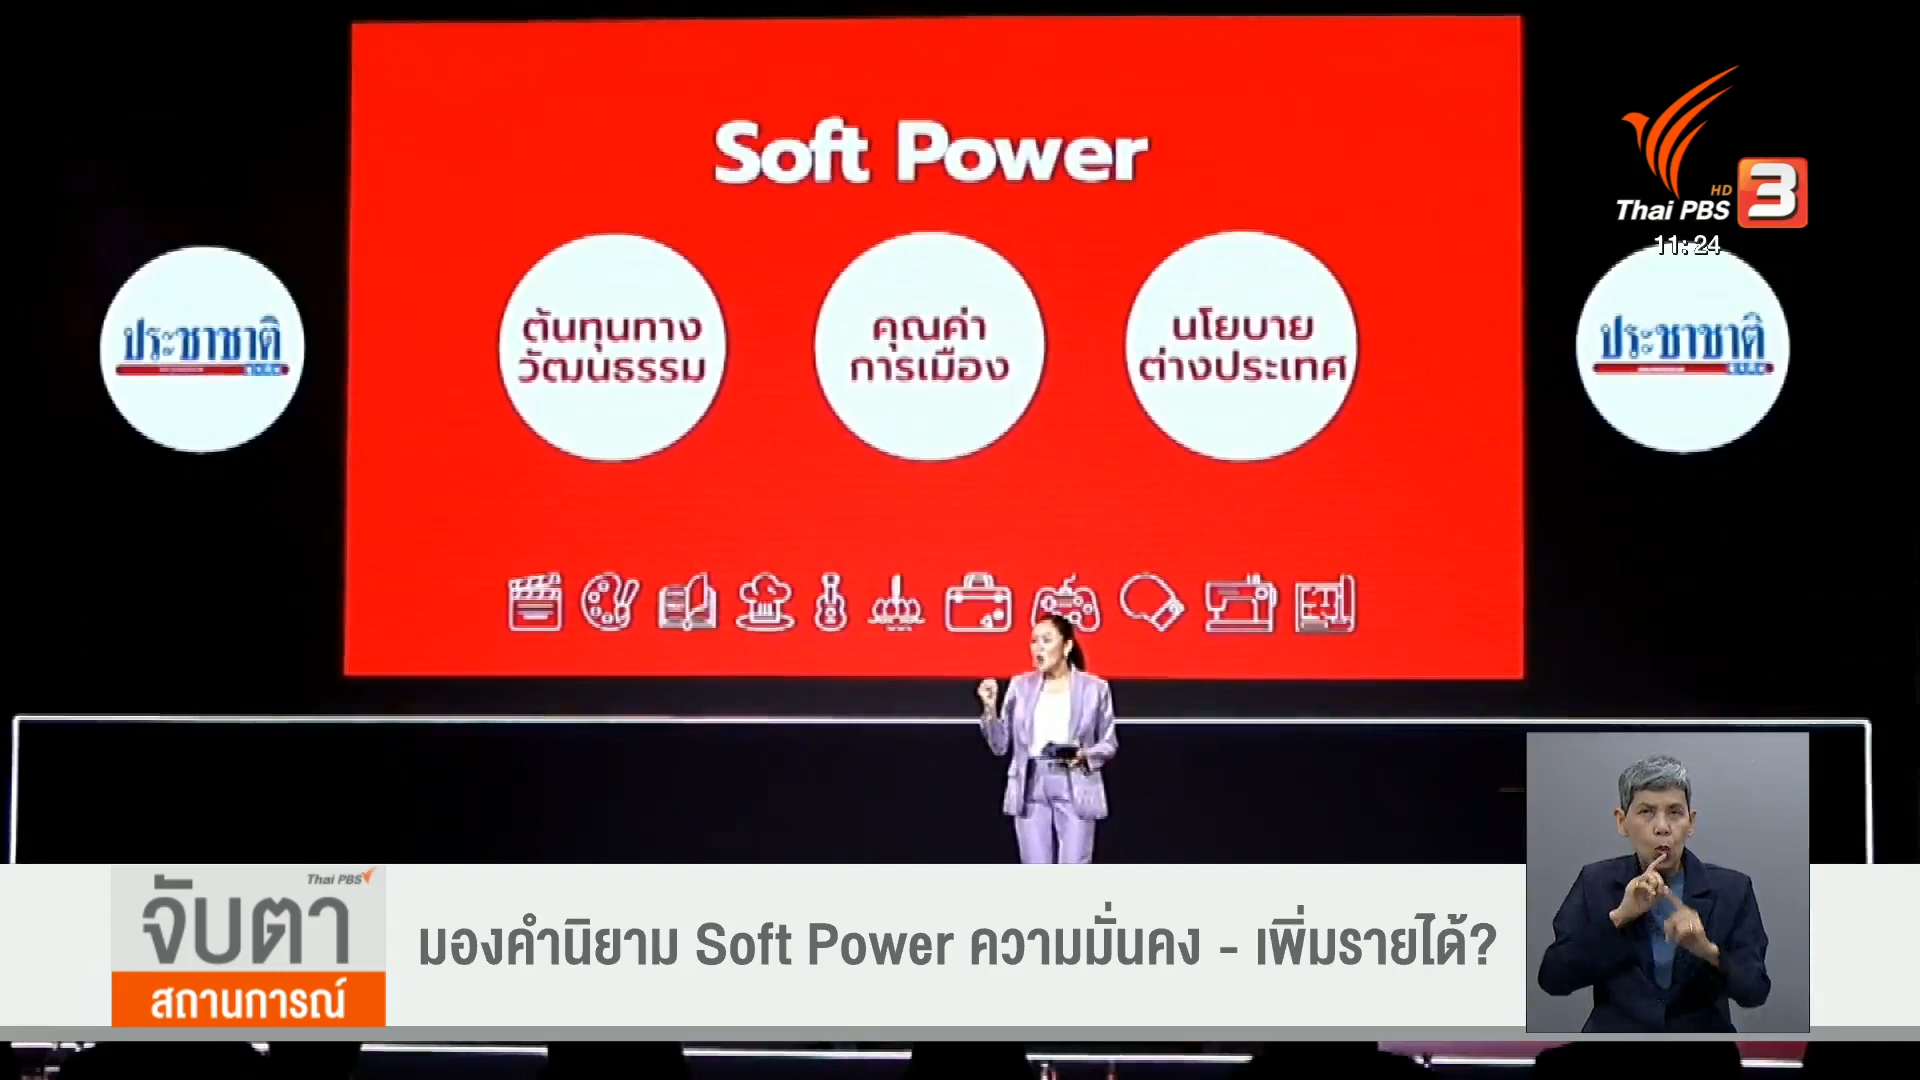 Soft Power
ต้นทุนทาง
วัฒนธรรม
คุณค่า
การเมือง
นโยบาย
ต่างประเทศ
ประชาชาติ
ประชาชาติ
HD
Thai PBS 3
11:24
Thai PBS
จับตา
สถานการณ์
มองคำนิยาม Soft Power ความมั่นคง - เพิ่มรายได้?